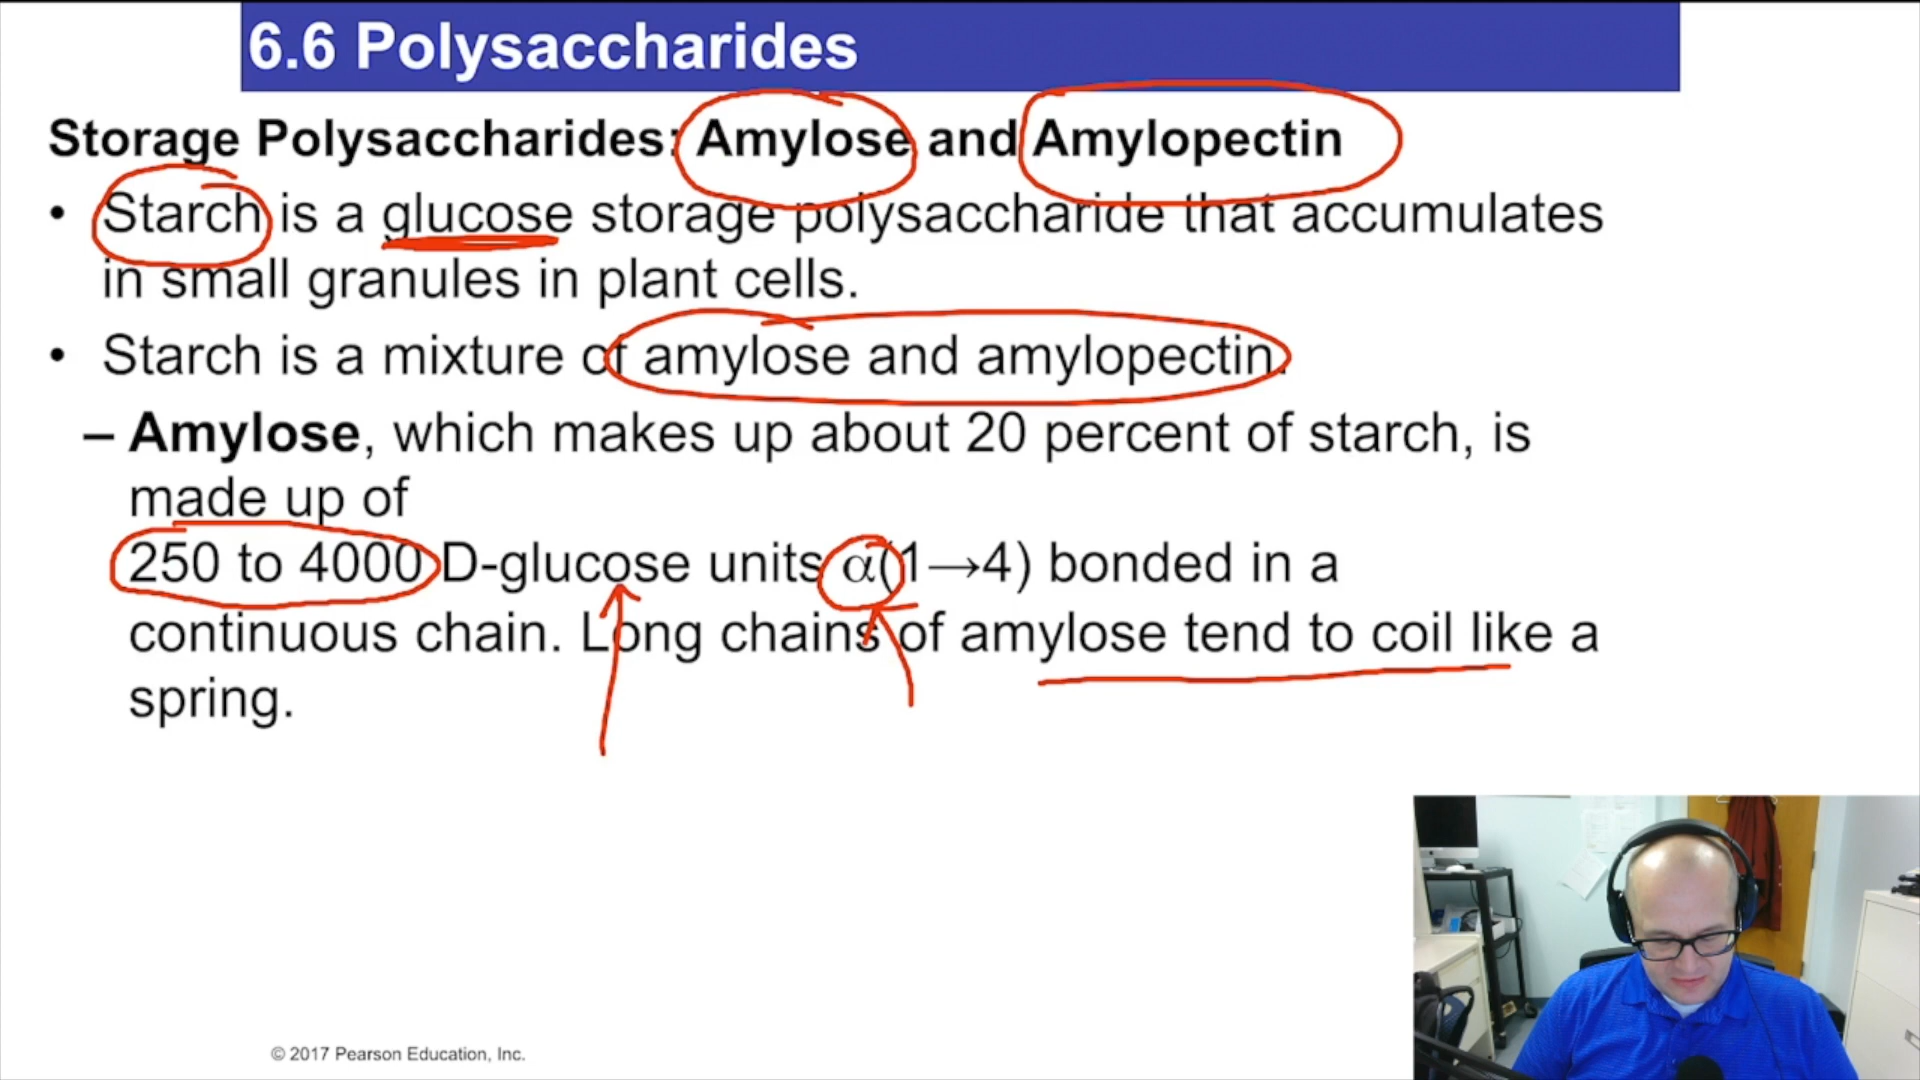 6.6 Polysaccharides
Storage Polysaccharides: Amylose and Amylopectin
• Starch is a glucose storage polysaccharide that accumulates
in small granules in plant cells.
• Starch is a mixture of amylose and amylopectin.
– Amylose, which makes up about 20 percent of starch, is
made up of
250 to 4000 D-glucose units α(1→4) bonded in a
continuous chain. Long chains of amylose tend to coil like a
spring.
© 2017 Pearson Education, Inc.